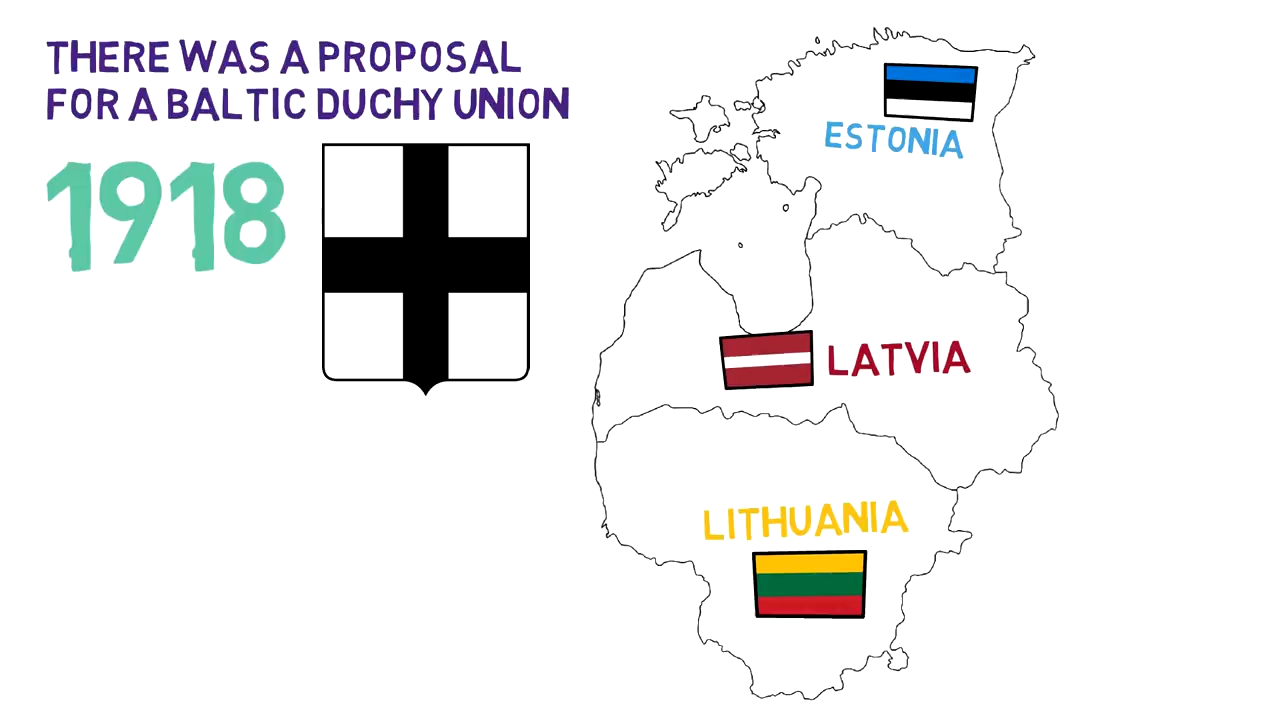 THERE WAS A PROPOSAL
FOR A BALTIC DUCHY UNION
1918
ESTONIA
LATVIA
LITHUANIA